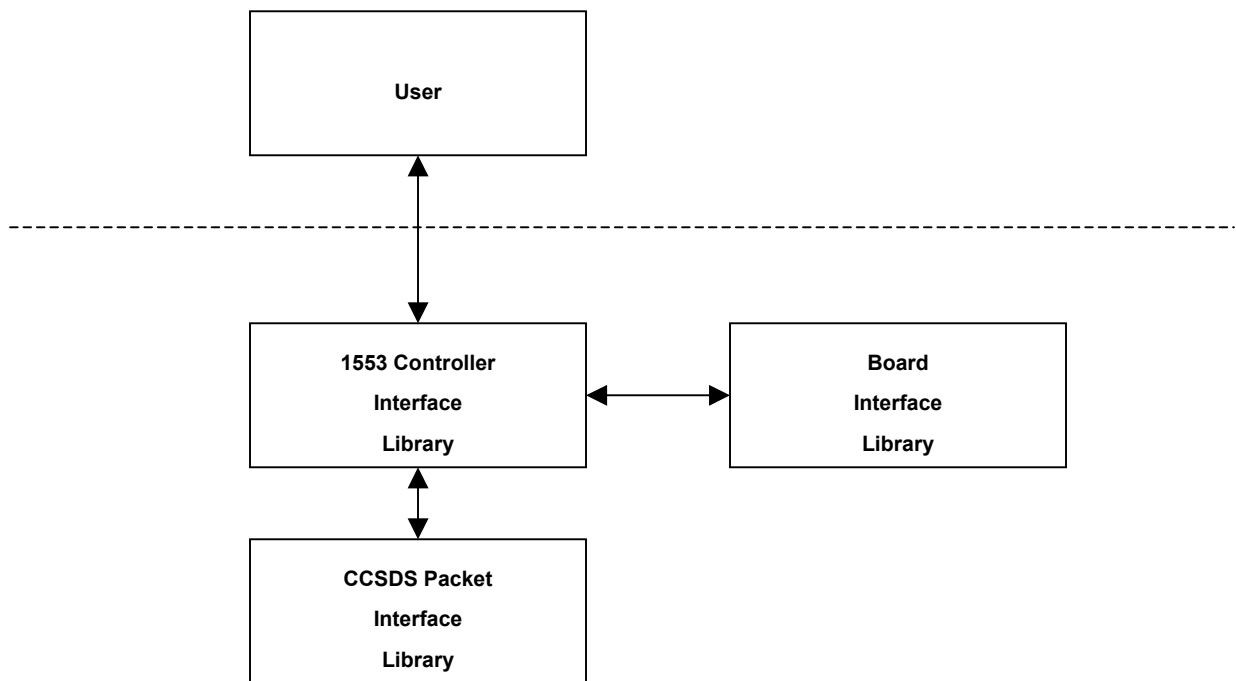 User
1553 Controller
Interface
Library
Board
Interface
Library
CCSDS Packet
Interface
Library